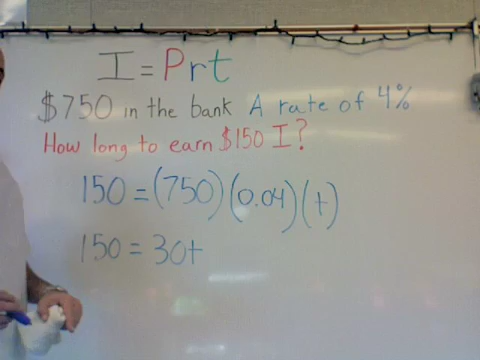 I = Prt
$750 in the bank A rate of 4%
How long to earn $150 I?
150 = (750)(0.04)(t)
150 = 30t